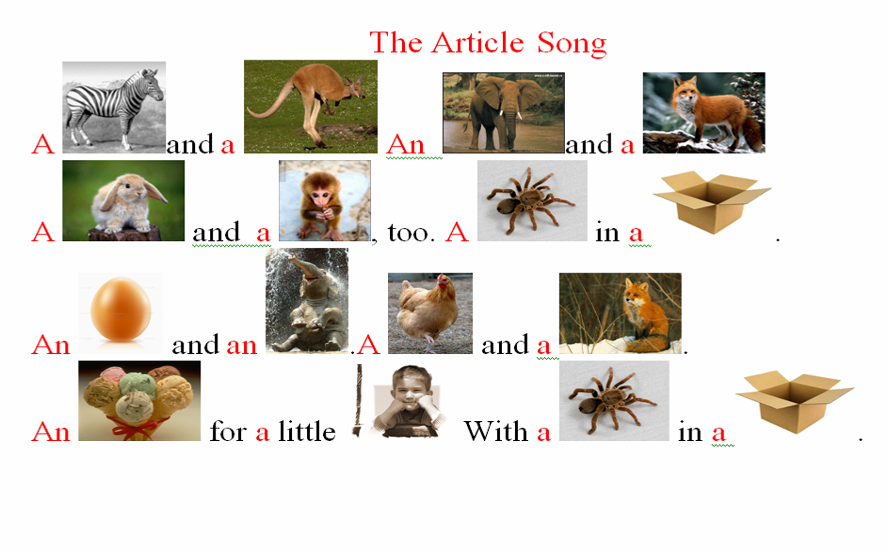 The Article Song
A and a An and a
A and a , too. A in a .
An and an . A and a .
An for a little With a in a .